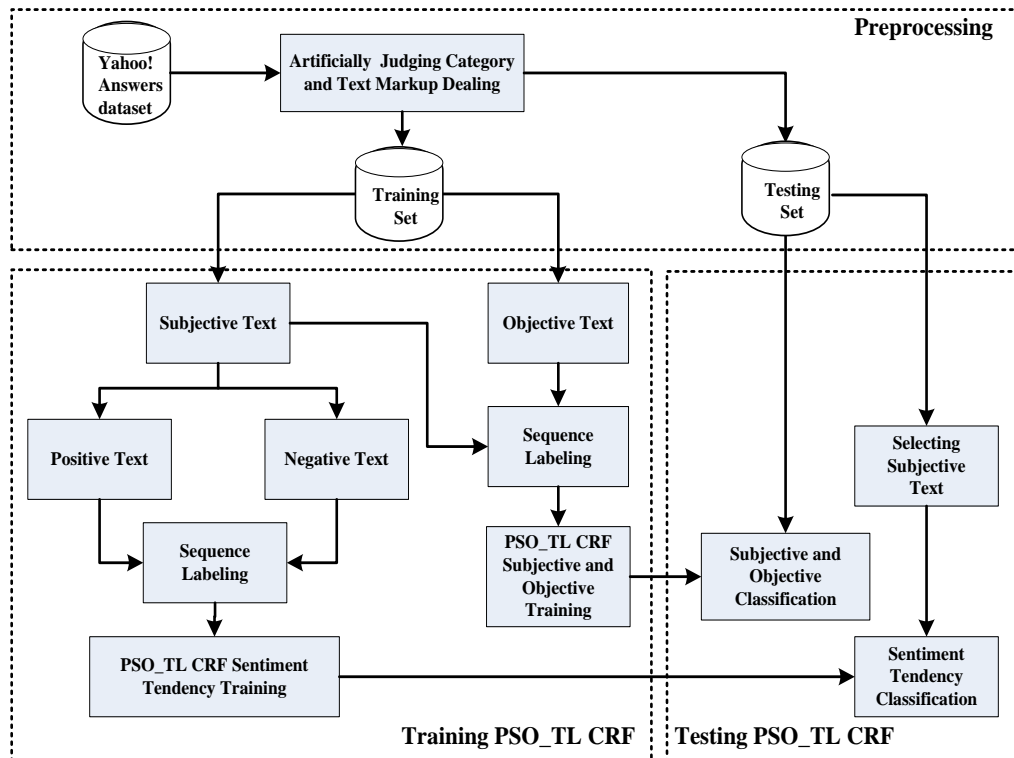 Preprocessing
Yahoo!
Answers
dataset
Artificially Judging Category
and Text Markup Dealing
Training
Set
Testing
Set
Subjective Text
Objective Text
Positive Text
Negative Text
Sequence
Labeling
Selecting
Subjective
Text
Sequence
Labeling
PSO_TL CRF
Subjective and
Objective
Training
Subjective and
Objective
Classification
PSO_TL CRF Sentiment
Tendency Training
Sentiment
Tendency
Classification
Training PSO_TL CRF
Testing PSO_TL CRF